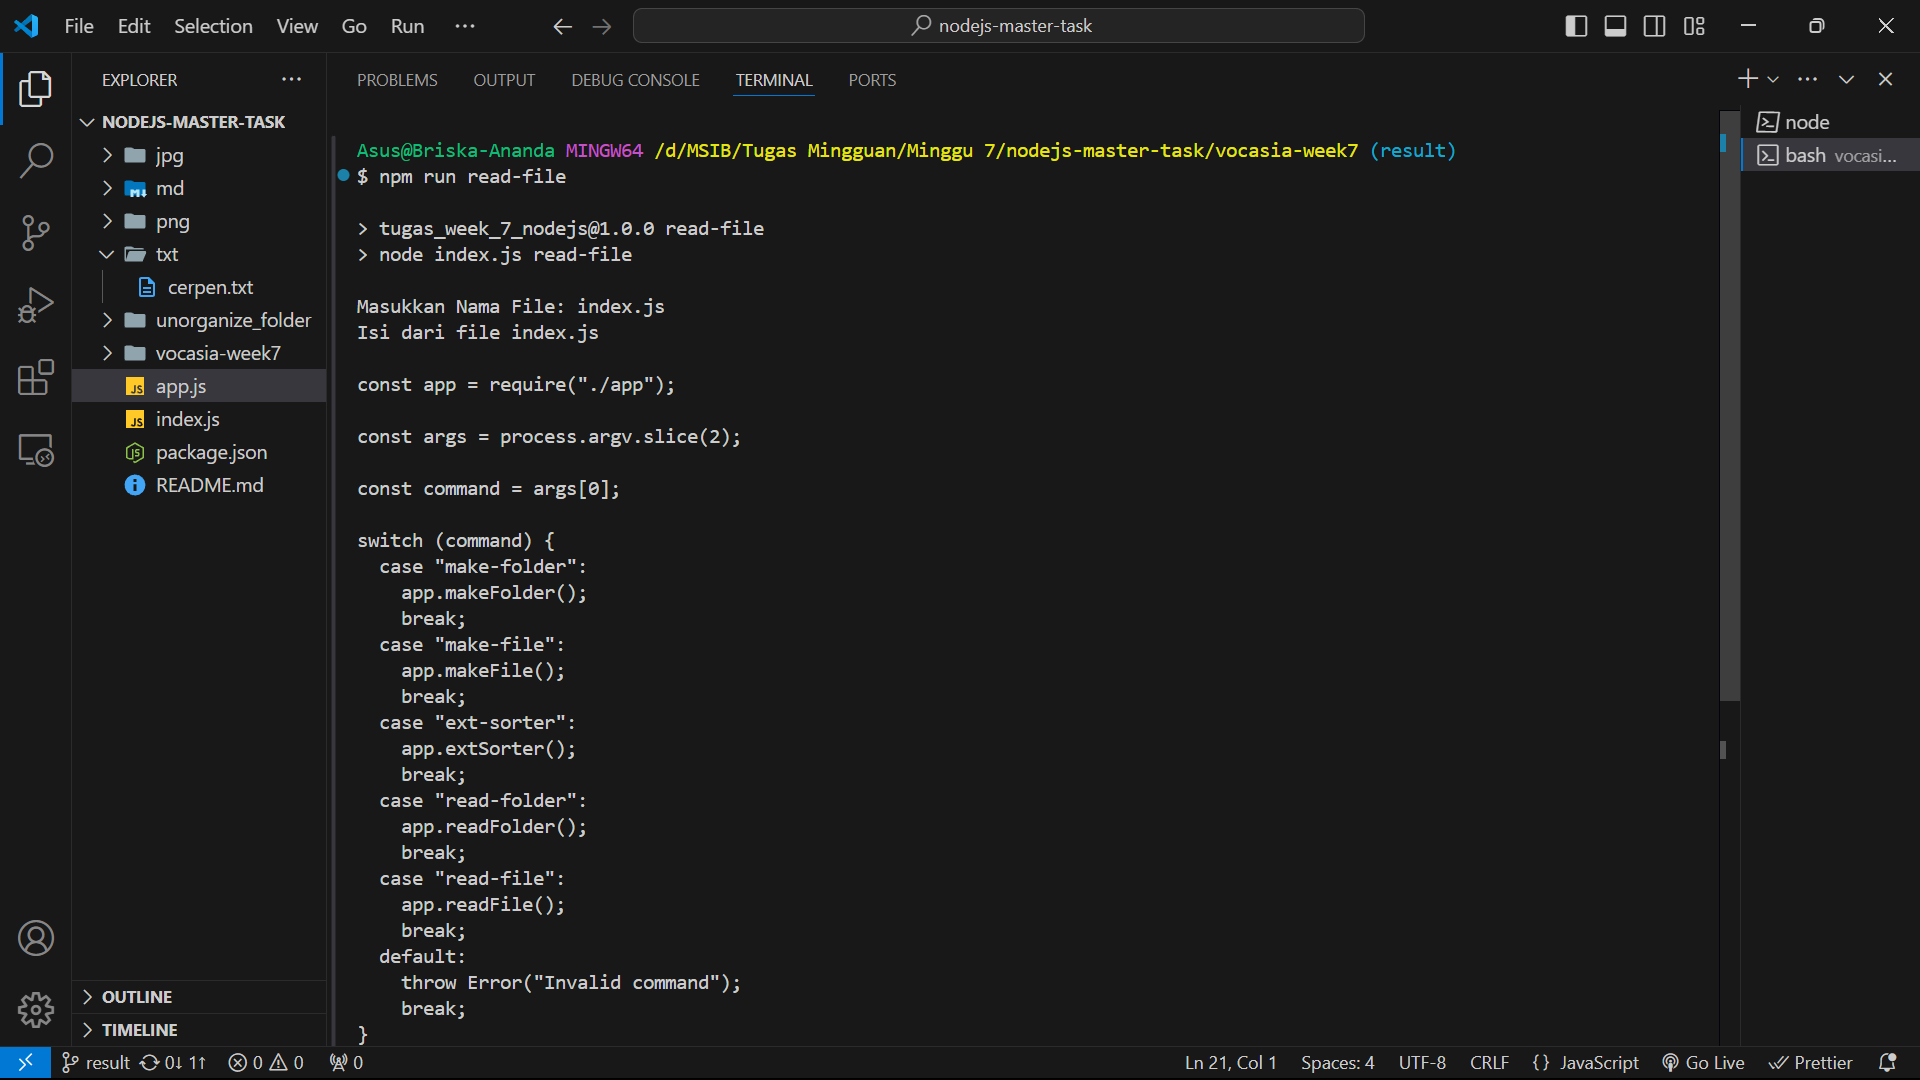 File Edit Selection View Go Run ··· nodejs-master-task
EXPLORER ···
NODEJS-MASTER-TASK
jpg
md
png
txt
cerpen.txt
unorganize_folder
vocasia-week7
JS app.js
JS index.js
package.json
README.md
OUTLINE
TIMELINE
PROBLEMS OUTPUT DEBUG CONSOLE TERMINAL PORTS
Asus@Briska-Ananda MINGW64 /d/MSIB/Tugas Mingguan/Minggu 7/nodejs-master-task/vocasia-week7 (result)
$ npm run read-file
> tugas_week_7_nodejs@1.0.0 read-file
> node index.js read-file
Masukkan Nama File: index.js
Isi dari file index.js
const app = require("./app");
const args = process.argv.slice(2);
const command = args[0];
switch (command) {
case "make-folder":
app.makeFolder();
break;
case "make-file":
app.makeFile();
break;
case "ext-sorter":
app.extSorter();
break;
case "read-folder":
app.readFolder();
break;
case "read-file":
app.readFile();
break;
default:
throw Error("Invalid command");
break;
}
node
bash vocasi...
result 0↓ 1↑ 0 0 0 Ln 21, Col 1 Spaces: 4 UTF-8 CRLF {} JavaScript Go Live Prettier